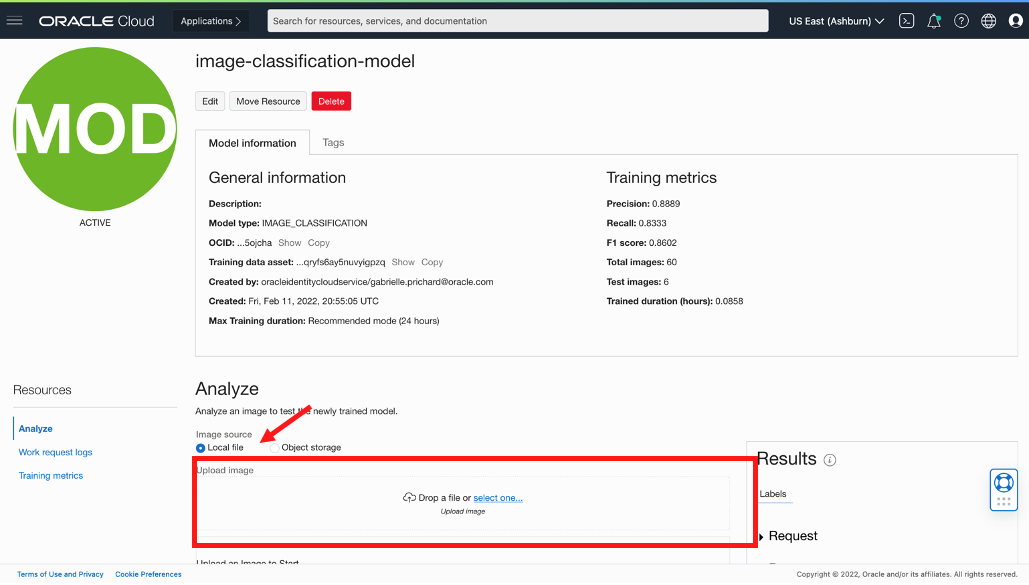 ORACLE Cloud
Applications
Search for resources, services, and documentation
US East (Ashburn)
MOD
ACTIVE
image-classification-model
Edit
Move Resource
Delete
Model information
Tags
General information
Description:
Model type: IMAGE_CLASSIFICATION
OCID: ...5ojcha Show Copy
Training data asset: ...qryfs6ay5nuvyigpzq Show Copy
Created by: oracleidentitycloudservice/gabrielle.prichard@oracle.com
Created: Fri, Feb 11, 2022, 20:55:05 UTC
Max Training duration: Recommended mode (24 hours)
Training metrics
Precision: 0.8889
Recall: 0.8333
F1 score: 0.8602
Total images: 60
Test images: 6
Trained duration (hours): 0.0858
Resources
Analyze
Work request logs
Training metrics
Analyze
Analyze an image to test the newly trained model.
Image source
Local file
Object storage
Upload image
Drop a file or select one...
Upload image
Upload an Image to Start
Results
Labels
Request
Terms of Use and Privacy
Cookie Preferences
Copyright © 2022, Oracle and/or its affiliates. All rights reserved.